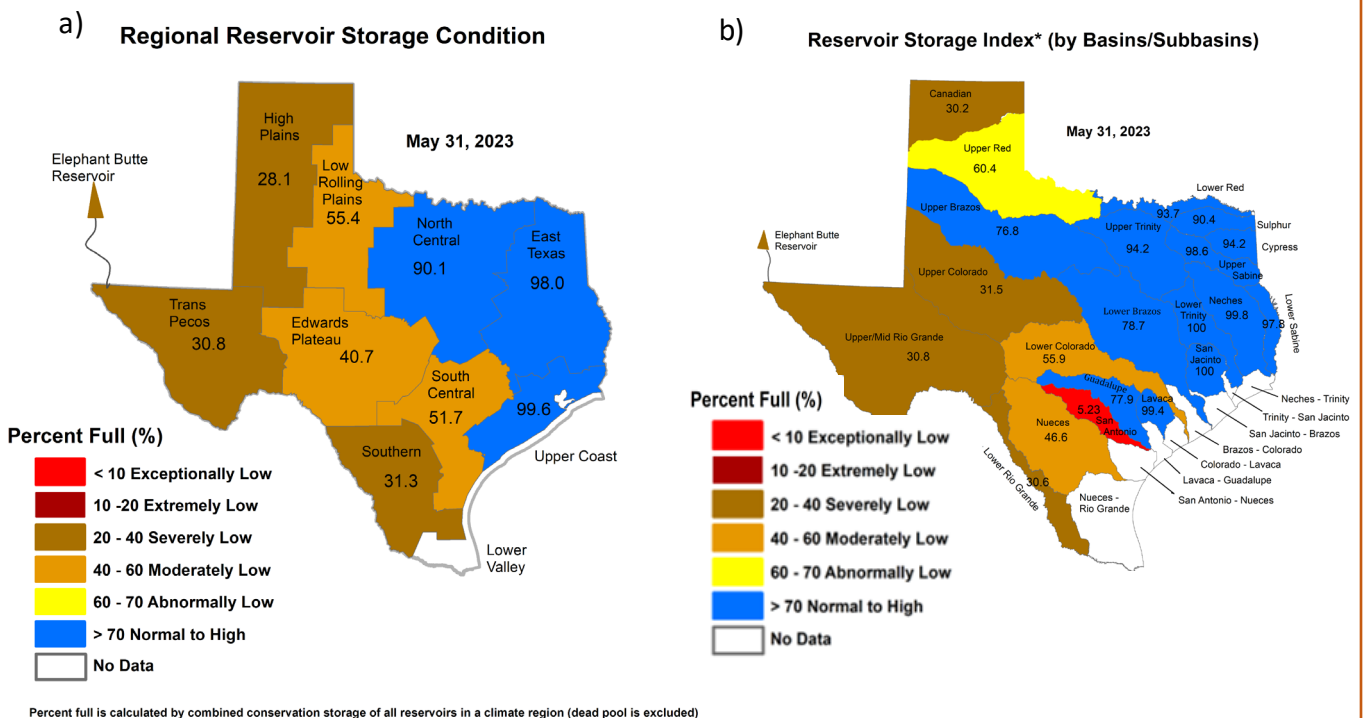 a)
Regional Reservoir Storage Condition
May 31, 2023
Elephant Butte
Reservoir
High
Plains
28.1
Low
Rolling
Plains
55.4
North
Central
90.1
East
Texas
98.0
Trans
Pecos
30.8
Edwards
Plateau
40.7
South
Central
51.7
99.6
Upper Coast
Southern
31.3
Lower
Valley
Percent Full (%)
< 10 Exceptionally Low
10 -20 Extremely Low
20 - 40 Severely Low
40 - 60 Moderately Low
60 - 70 Abnormally Low
> 70 Normal to High
No Data
Percent full is calculated by combined conservation storage of all reservoirs in a climate region (dead pool is excluded)
b)
Reservoir Storage Index* (by Basins/Subbasins)
May 31, 2023
Elephant Butte
Reservoir
Canadian
30.2
Upper Red
60.4
Lower Red
93.7
90.4
Sulphur
Upper Brazos
76.8
Upper Trinity
94.2
98.6
94.2
Cypress
Upper
Sabine
Upper Colorado
31.5
Lower Brazos
78.7
Lower
Trinity
100
Neches
99.8
97.8
Lower Sabine
Upper/Mid Rio Grande
30.8
Lower Colorado
55.9
San
Jacinto
100
Guadalupe
77.9
Lavaca
99.4
5.23
San
Antonio
Nueces
46.6
Lower Rio Grande
30.6
Nueces -
Rio Grande
Neches - Trinity
Trinity - San Jacinto
San Jacinto - Brazos
Brazos - Colorado
Colorado - Lavaca
Lavaca - Guadalupe
San Antonio - Nueces
Percent Full (%)
< 10 Exceptionally Low
10 -20 Extremely Low
20 - 40 Severely Low
40 - 60 Moderately Low
60 - 70 Abnormally Low
> 70 Normal to High
No Data